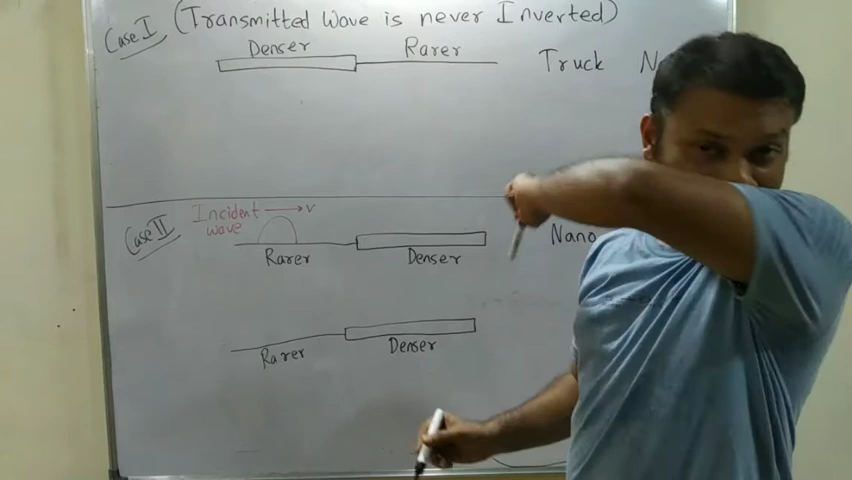 Case I (Transmitted Wave is never Inverted)
Denser Rarer Truck
Case II Incident → v
wave
Rarer Denser Nano
Rarer Denser